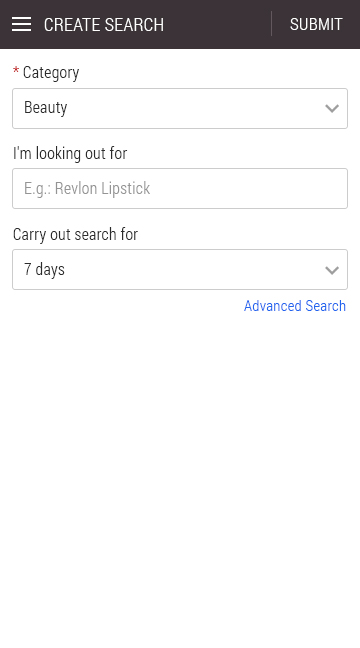 CREATE SEARCH
SUBMIT
* Category
Beauty
I'm looking out for
E.g.: Revlon Lipstick
Carry out search for
7 days
Advanced Search